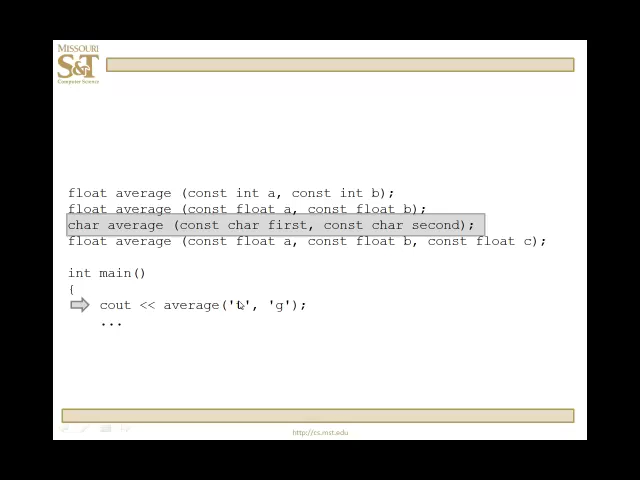 MISSOURI
S&T
Computer Science
float average (const int a, const int b);
float average (const float a, const float b);
char average (const char first, const char second);
float average (const float a, const float b, const float c);
int main()
{
cout << average(' ', 'g');
...
http://cs.mst.edu